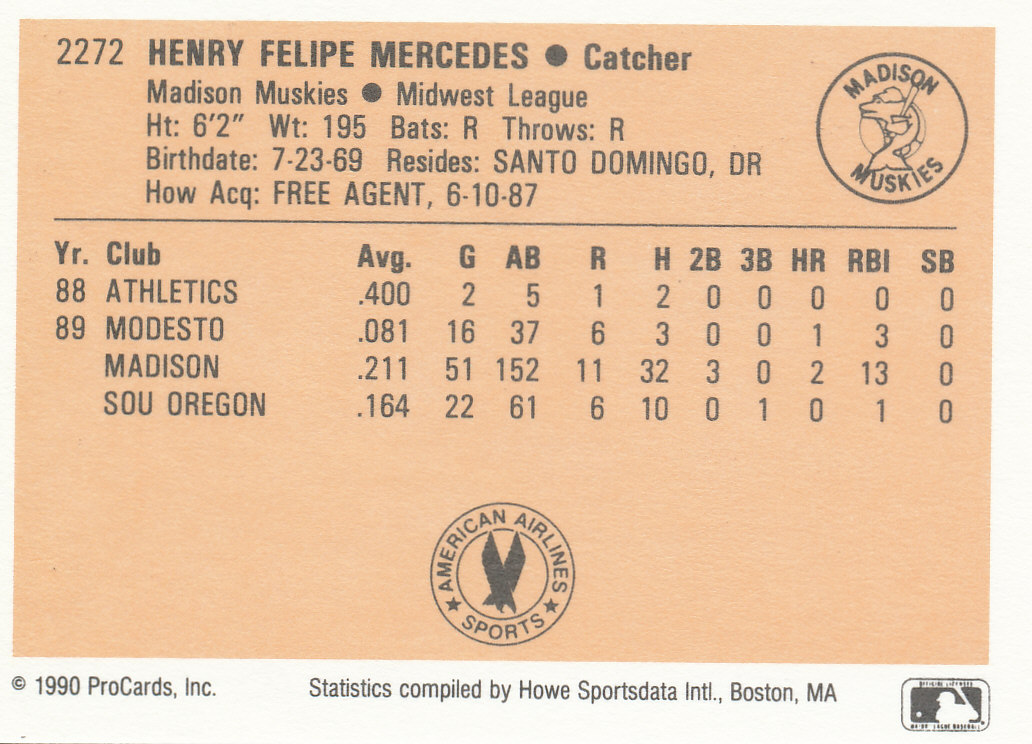 2272 HENRY FELIPE MERCEDES ● Catcher
Madison Muskies ● Midwest League
Ht: 6'2" Wt: 195 Bats: R Throws: R
Birthdate: 7-23-69 Resides: SANTO DOMINGO, DR
How Acq: FREE AGENT, 6-10-87
MADISON
MUSKIES
Yr. Club Avg. G AB R H 2B 3B HR RBI SB
88 ATHLETICS .400 2 5 1 2 0 0 0 0 0
89 MODESTO .081 16 37 6 3 0 0 1 3 0
MADISON .211 51 152 11 32 3 0 2 13 0
SOU OREGON .164 22 61 6 10 0 1 0 1 0
AMERICAN AIRLINES
★ SPORTS ★
© 1990 ProCards, Inc. Statistics compiled by Howe Sportsdata Intl., Boston, MA
OFFICIAL LICENSEE
MAJOR LEAGUE BASEBALL